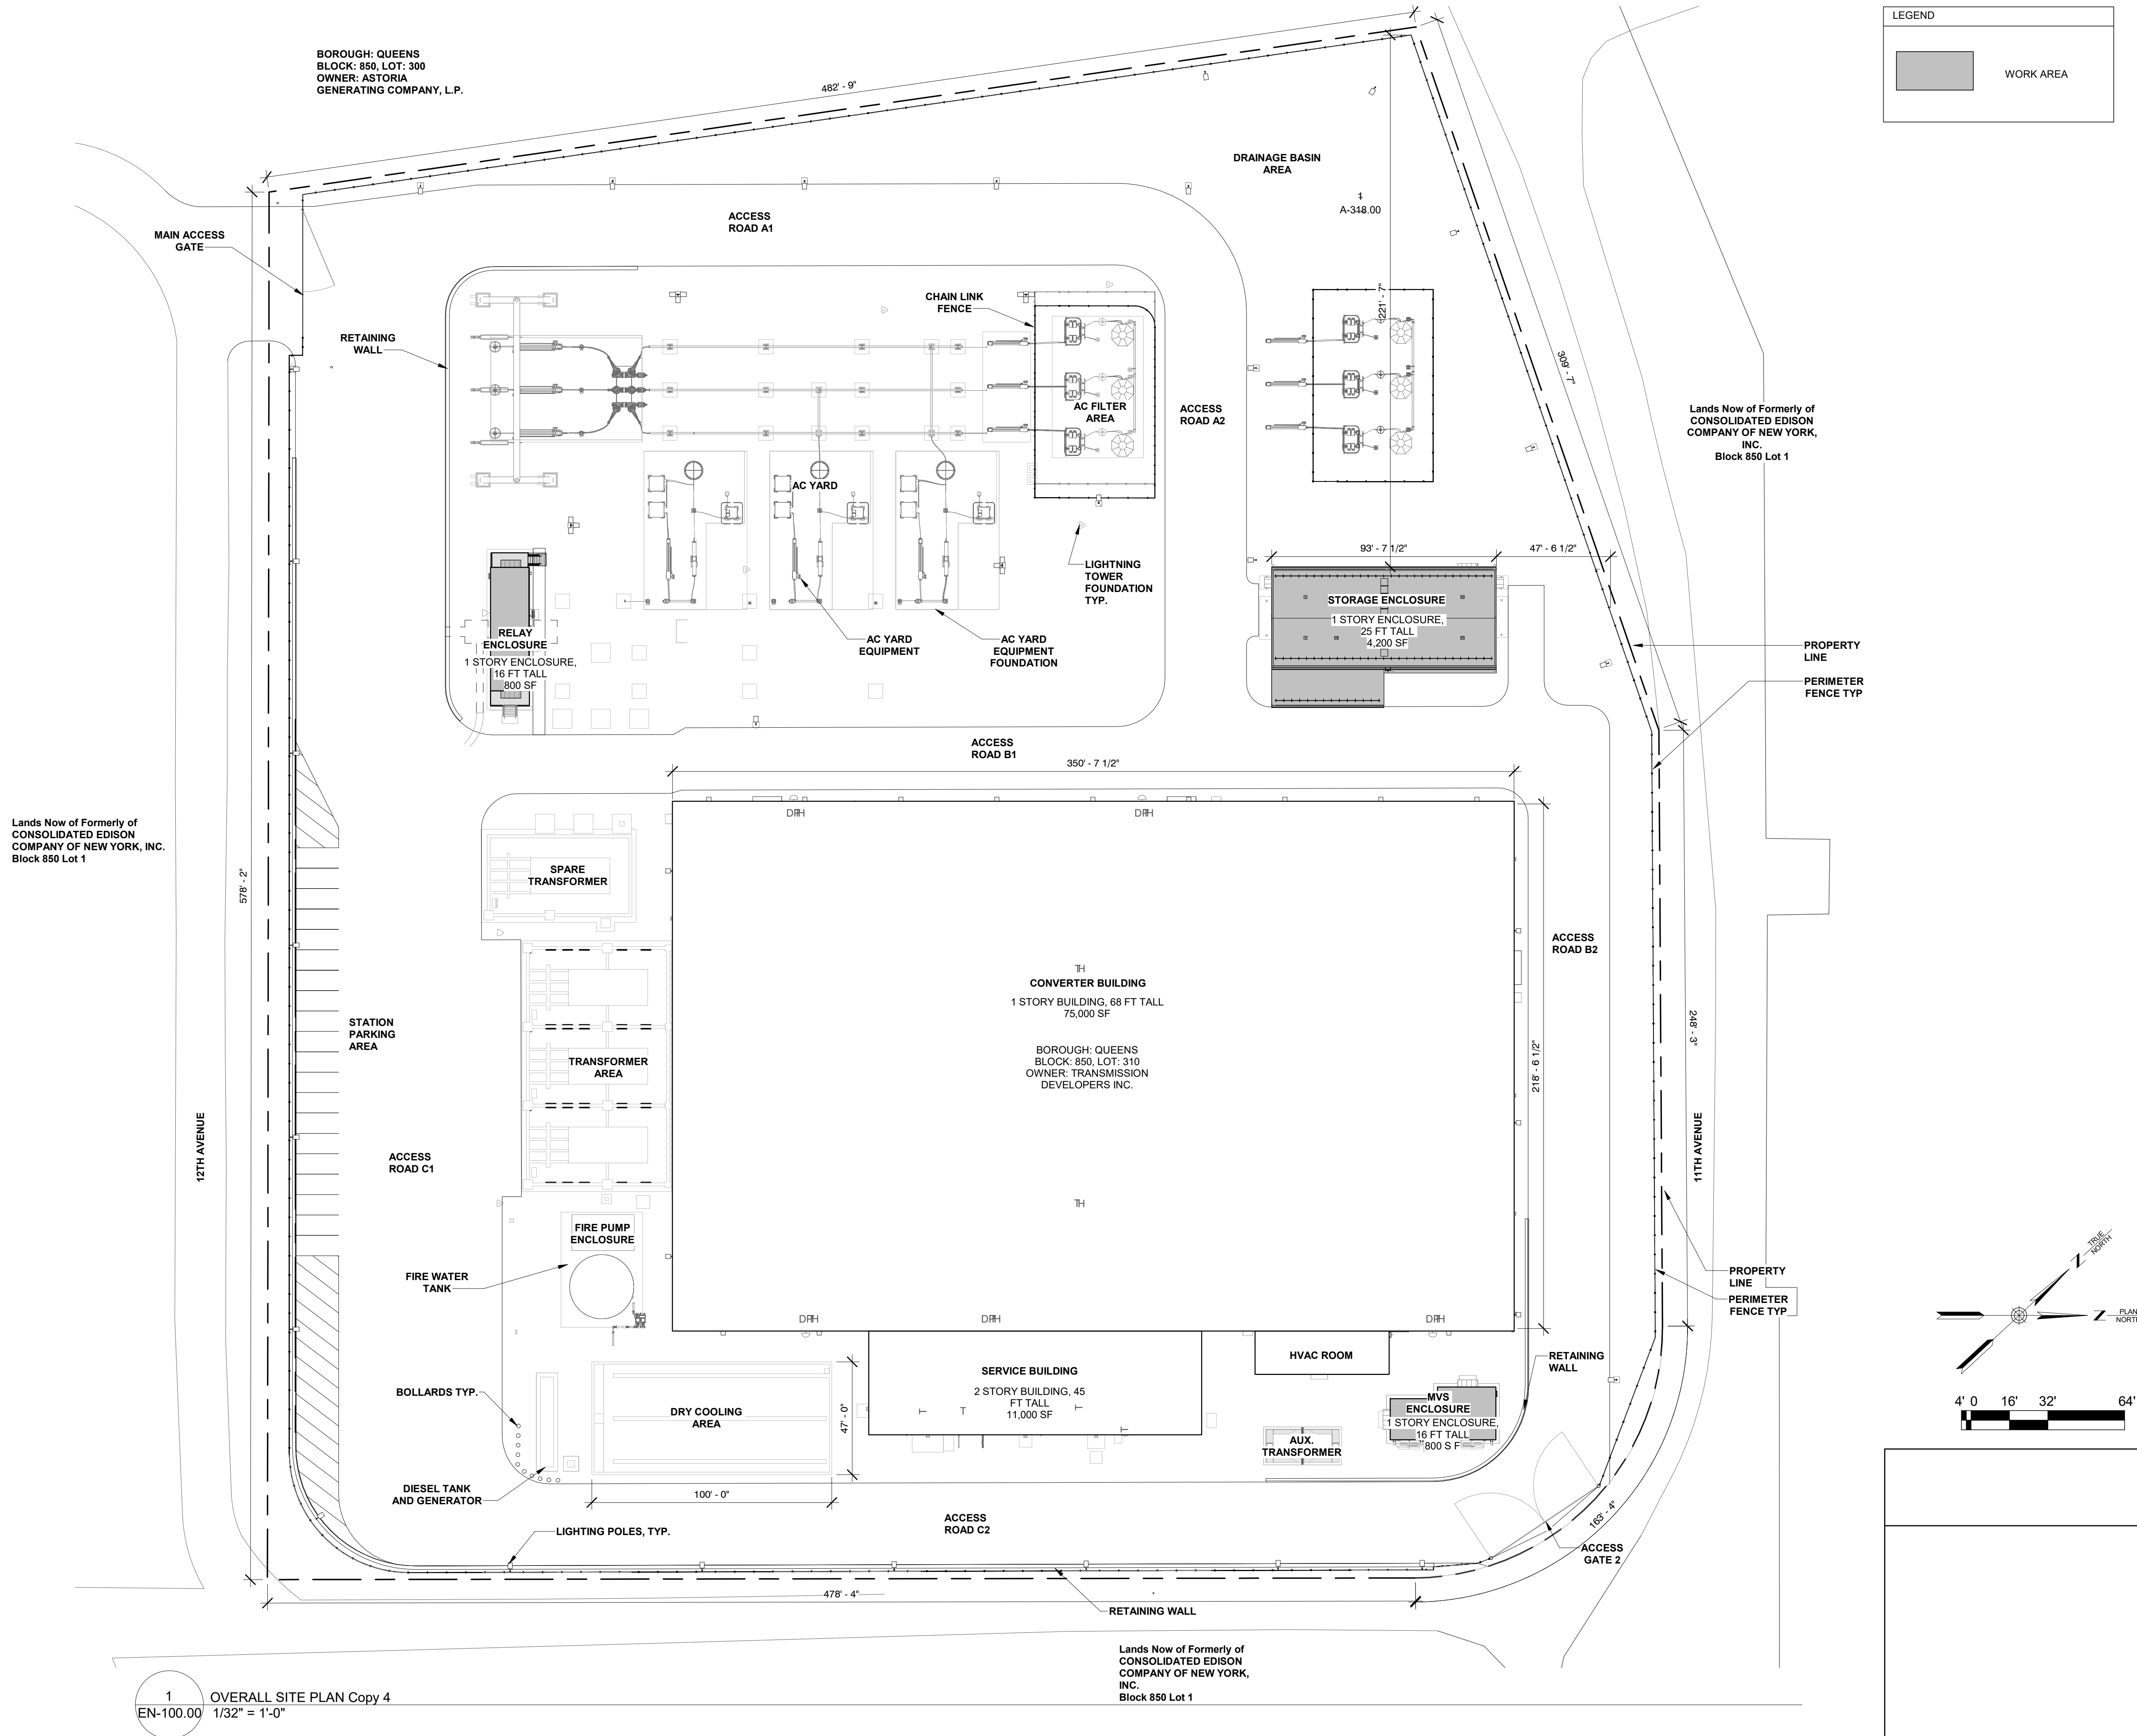 LEGEND
WORK AREA
BOROUGH: QUEENS
BLOCK: 850, LOT: 300
OWNER: ASTORIA
GENERATING COMPANY, L.P.
482' - 9"
DRAINAGE BASIN
AREA
1
A-318.00
ACCESS
ROAD A1
MAIN ACCESS
GATE
RETAINING
WALL
CHAIN LINK
FENCE
221' - 7"
309' - 7"
AC FILTER
AREA
ACCESS
ROAD A2
Lands Now of Formerly of
CONSOLIDATED EDISON
COMPANY OF NEW YORK,
INC.
Block 850 Lot 1
AC YARD
93' - 7 1/2"
47' - 6 1/2"
LIGHTNING
TOWER
FOUNDATION
TYP.
STORAGE ENCLOSURE
1 STORY ENCLOSURE,
25 FT TALL
4,200 SF
RELAY
ENCLOSURE
1 STORY ENCLOSURE,
16 FT TALL
800 SF
AC YARD
EQUIPMENT
AC YARD
EQUIPMENT
FOUNDATION
PROPERTY
LINE
PERIMETER
FENCE TYP
ACCESS
ROAD B1
350' - 7 1/2"
Lands Now of Formerly of
CONSOLIDATED EDISON
COMPANY OF NEW YORK, INC.
Block 850 Lot 1
578' - 2"
SPARE
TRANSFORMER
ACCESS
ROAD B2
TH
CONVERTER BUILDING
1 STORY BUILDING, 68 FT TALL
75,000 SF
BOROUGH: QUEENS
BLOCK: 850, LOT: 310
OWNER: TRANSMISSION
DEVELOPERS INC.
STATION
PARKING
AREA
TRANSFORMER
AREA
218' - 6 1/2"
248' - 3"
12TH AVENUE
11TH AVENUE
ACCESS
ROAD C1
TH
FIRE PUMP
ENCLOSURE
FIRE WATER
TANK
PROPERTY
LINE
PERIMETER
FENCE TYP
TRUE
NORTH
PLAN
NORTH
HVAC ROOM
RETAINING
WALL
SERVICE BUILDING
2 STORY BUILDING, 45
FT TALL
11,000 SF
BOLLARDS TYP.
DRY COOLING
AREA
47' - 0"
MVS
ENCLOSURE
1 STORY ENCLOSURE,
16 FT TALL
800 S F
AUX.
TRANSFORMER
4' 0 16' 32' 64'
DIESEL TANK
AND GENERATOR
100' - 0"
163' - 4"
LIGHTING POLES, TYP.
ACCESS
ROAD C2
ACCESS
GATE 2
478' - 4"
RETAINING WALL
Lands Now of Formerly of
CONSOLIDATED EDISON
COMPANY OF NEW YORK,
INC.
Block 850 Lot 1
1
EN-100.00
OVERALL SITE PLAN Copy 4
1/32" = 1'-0"